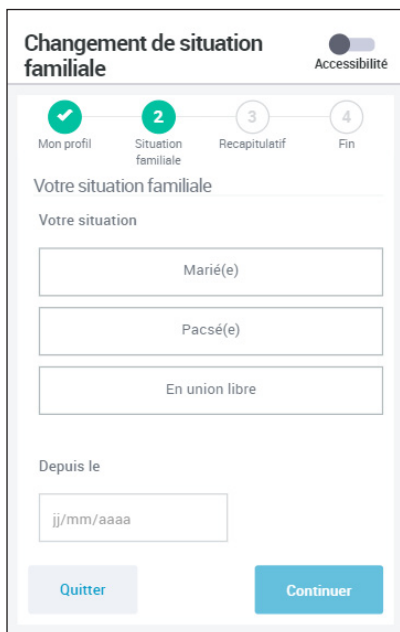 Changement de situation
familiale
Accessibilité
2
3
4
Mon profil
Situation
familiale
Recapitulatif
Fin
Votre situation familiale
Votre situation
Marié(e)
Pacsé(e)
En union libre
Depuis le
jj/mm/aaaa
Quitter
Continuer